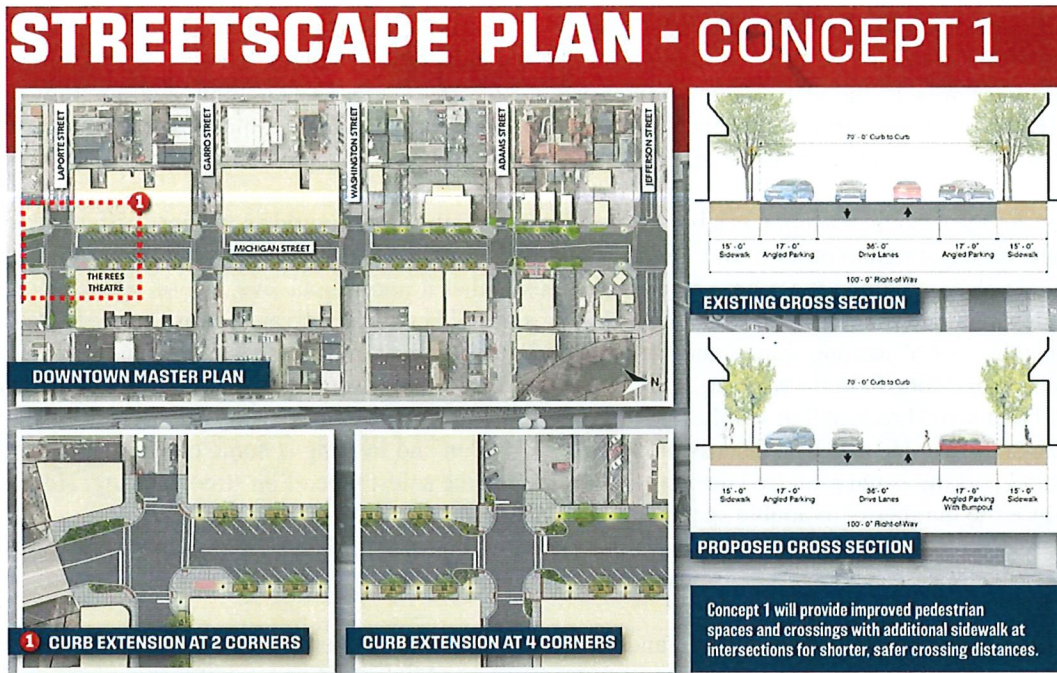 STREETSCAPE PLAN - CONCEPT 1
LAPORTE STREET
GARRO STREET
WASHINGTON STREET
ADAMS STREET
JEFFERSON STREET
1
MICHIGAN STREET
THE REES
THEATRE
N
DOWNTOWN MASTER PLAN
70' - 0" Curb to Curb
15' - 0"
Sidewalk
17' - 0"
Angled Parking
36' - 0"
Drive Lanes
17' - 0"
Angled Parking
15' - 0"
Sidewalk
100' - 0" Right-of-Way
EXISTING CROSS SECTION
70' - 0" Curb to Curb
15' - 0"
Sidewalk
17' - 0"
Angled Parking
36' - 0"
Drive Lanes
17' - 0"
Angled Parking
With Bumpout
15' - 0"
Sidewalk
100' - 0" Right-of-Way
PROPOSED CROSS SECTION
1 CURB EXTENSION AT 2 CORNERS
CURB EXTENSION AT 4 CORNERS
Concept 1 will provide improved pedestrian
spaces and crossings with additional sidewalk at
intersections for shorter, safer crossing distances.